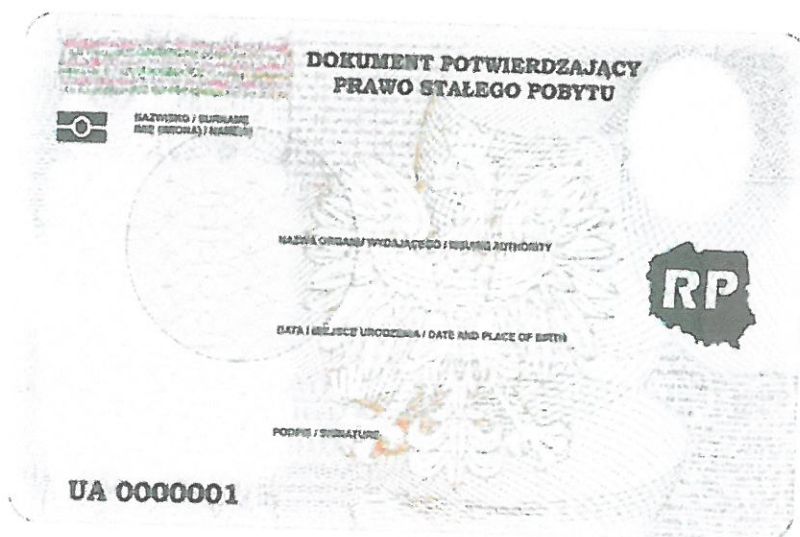 DOKUMENT POTWIERDZAJĄCY
PRAWO STAŁEGO POBYTU
NAZWISKO / SURNAME
IMIĘ (IMIONA) / NAME(S)
NAZWA ORGANU WYDAJĄCEGO / ISSUING AUTHORITY
RP
DATA I MIEJSCE URODZENIA / DATE AND PLACE OF BIRTH
PODPIS / SIGNATURE
UA 0000001